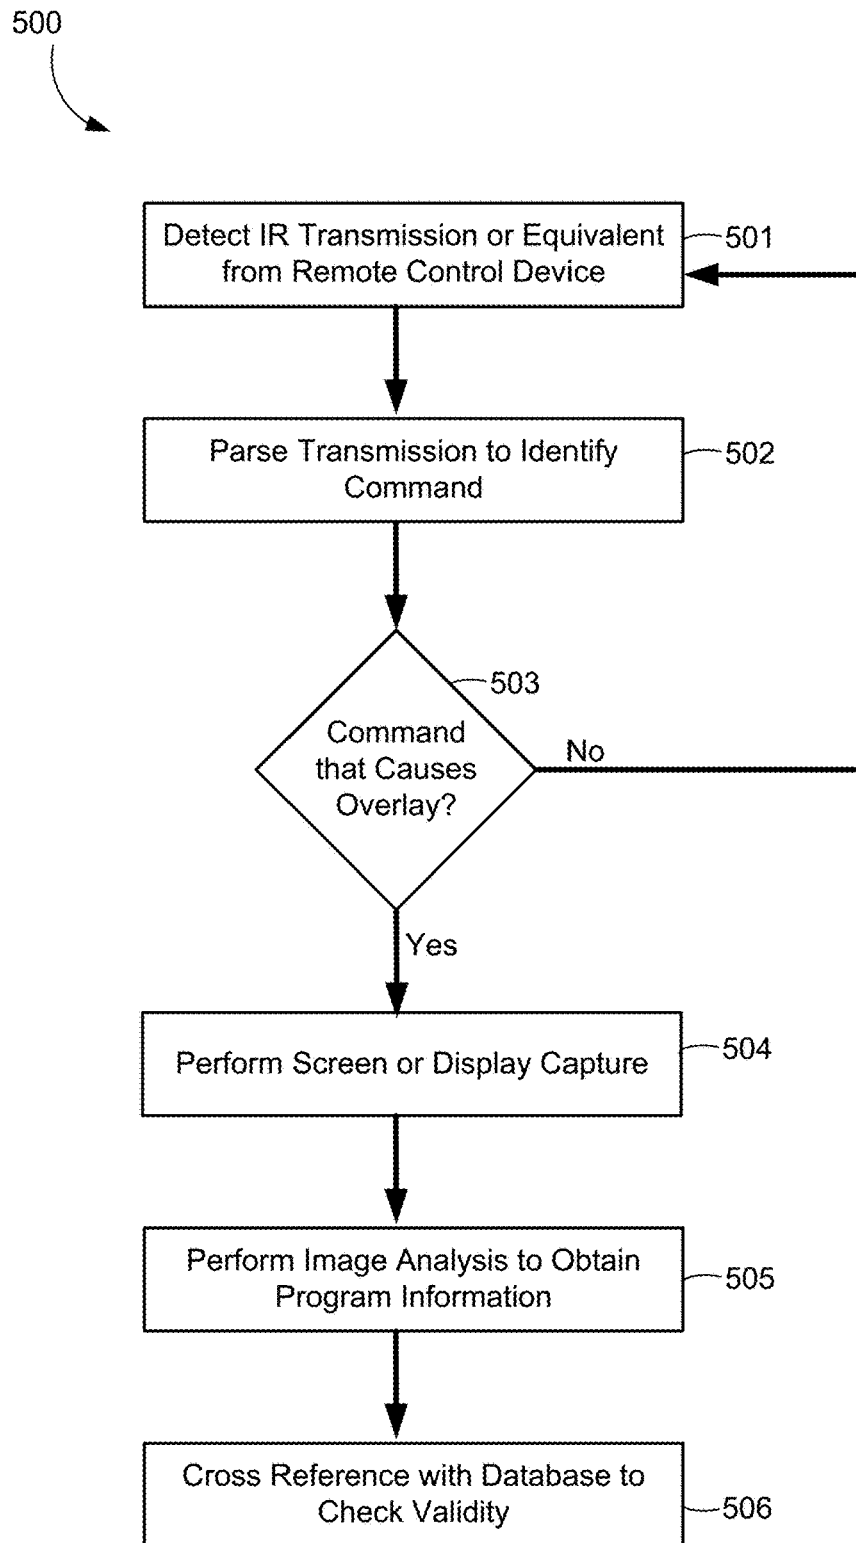 500
Detect IR Transmission or Equivalent
from Remote Control Device
501
Parse Transmission to Identify
Command
502
503
Command
that Causes
Overlay?
No
Yes
Perform Screen or Display Capture
504
Perform Image Analysis to Obtain
Program Information
505
Cross Reference with Database to
Check Validity
506